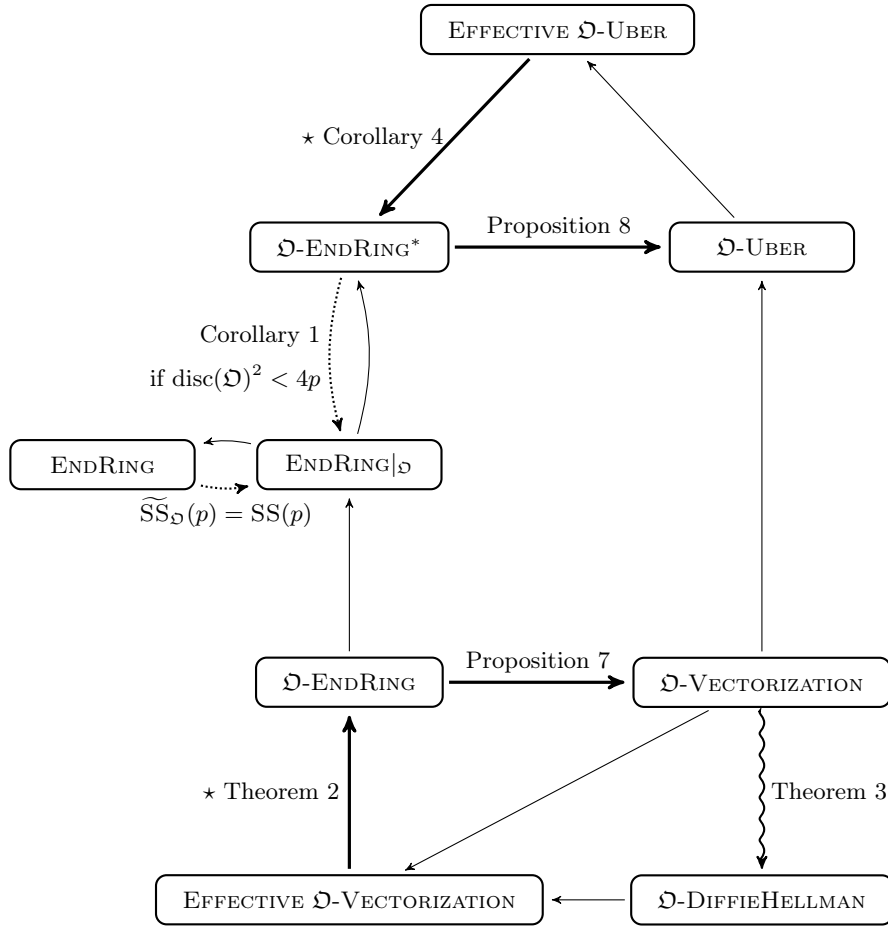 EFFECTIVE 𝔒-UBER
⋆ Corollary 4
𝔒-ENDRING*
Proposition 8
𝔒-UBER
Corollary 1
if disc(𝔒)² < 4p
ENDRING
ENDRING|𝔒
S͠S𝔒(p) = SS(p)
𝔒-ENDRING
Proposition 7
𝔒-VECTORIZATION
⋆ Theorem 2
Theorem 3
EFFECTIVE 𝔒-VECTORIZATION
𝔒-DIFFIEHELLMAN